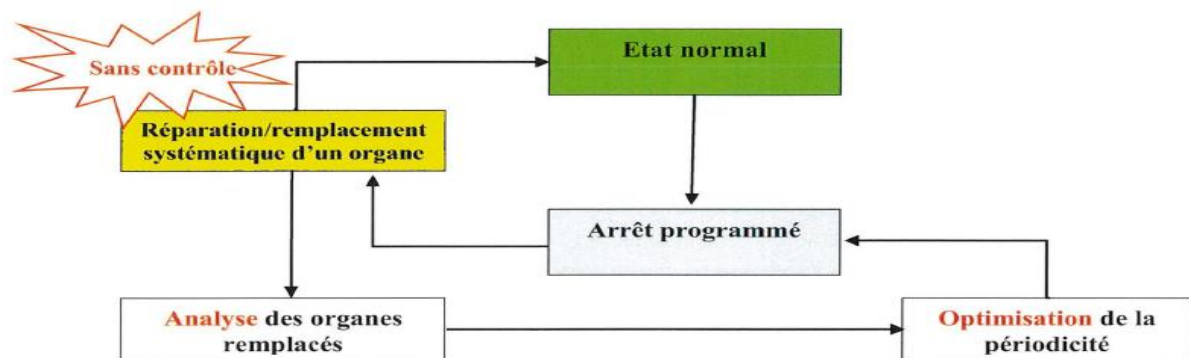 Sans contrôle
Etat normal
Réparation/remplacement
systématique d'un organe
Arrêt programmé
Analyse des organes
remplacés
Optimisation de la
périodicité